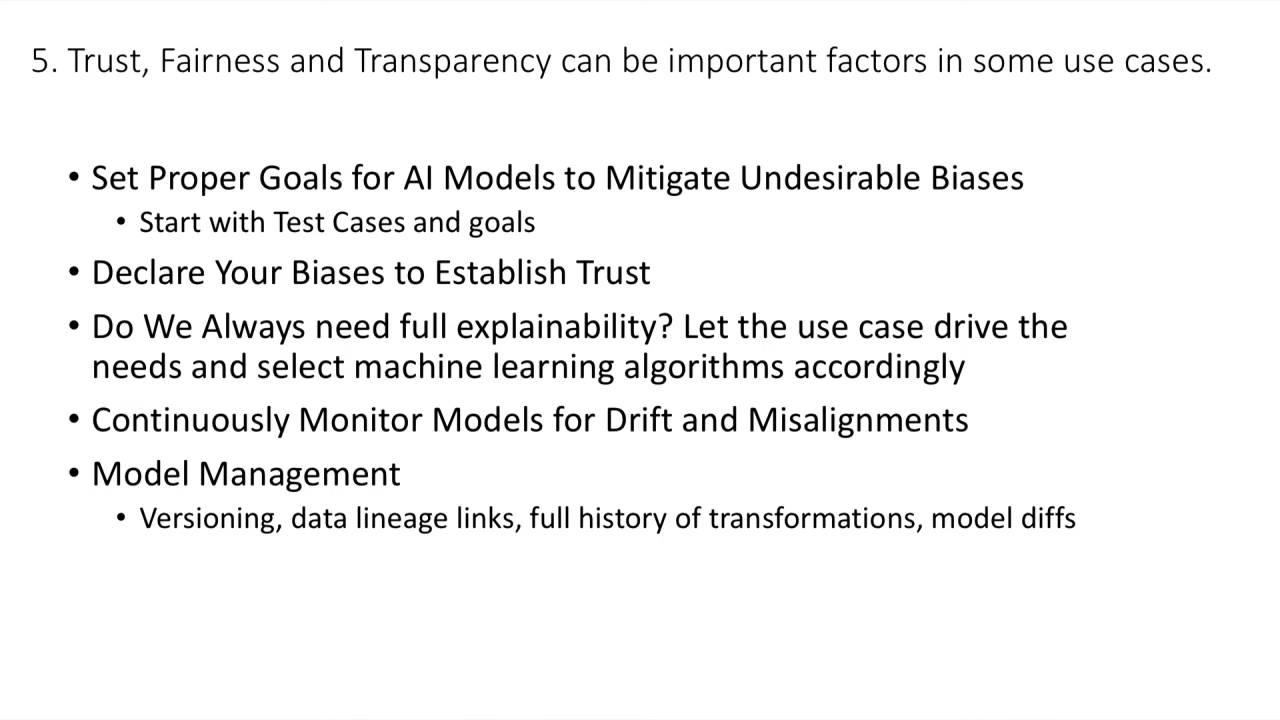 5. Trust, Fairness and Transparency can be important factors in some use cases.
• Set Proper Goals for AI Models to Mitigate Undesirable Biases
• Start with Test Cases and goals
• Declare Your Biases to Establish Trust
• Do We Always need full explainability? Let the use case drive the
needs and select machine learning algorithms accordingly
• Continuously Monitor Models for Drift and Misalignments
• Model Management
• Versioning, data lineage links, full history of transformations, model diffs